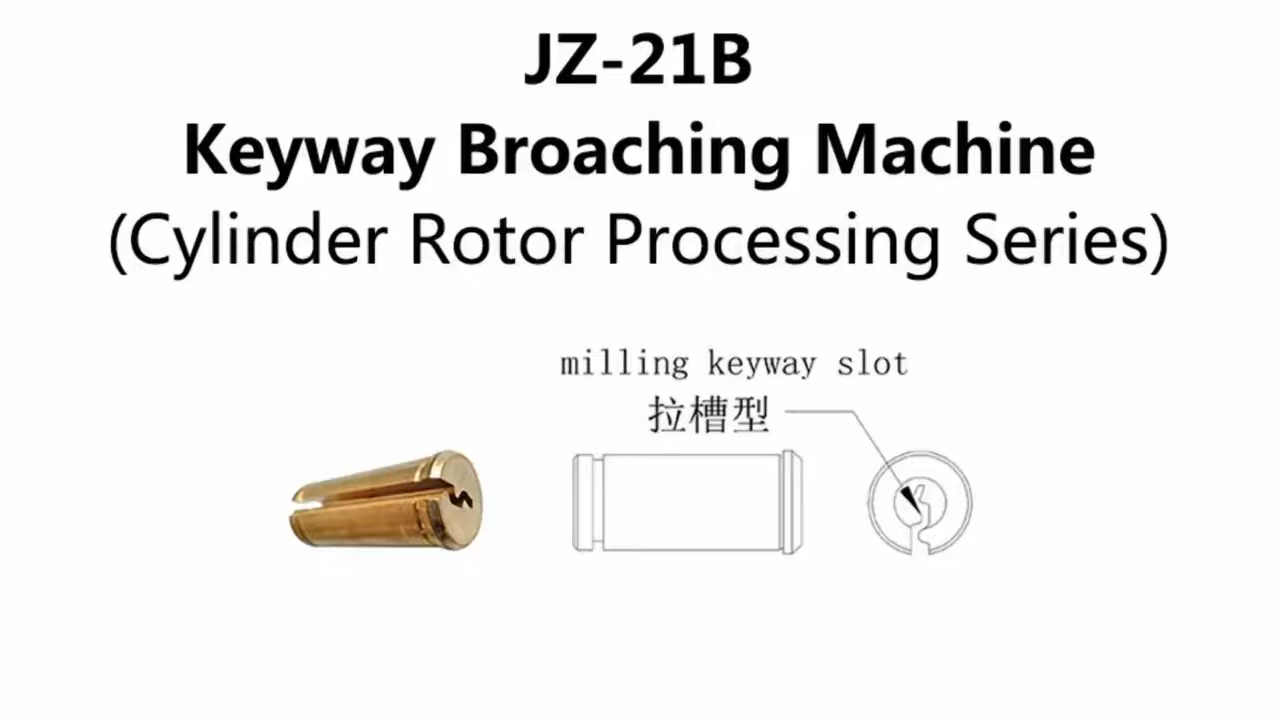 JZ-21B
Keyway Broaching Machine
(Cylinder Rotor Processing Series)
milling keyway slot
拉槽型